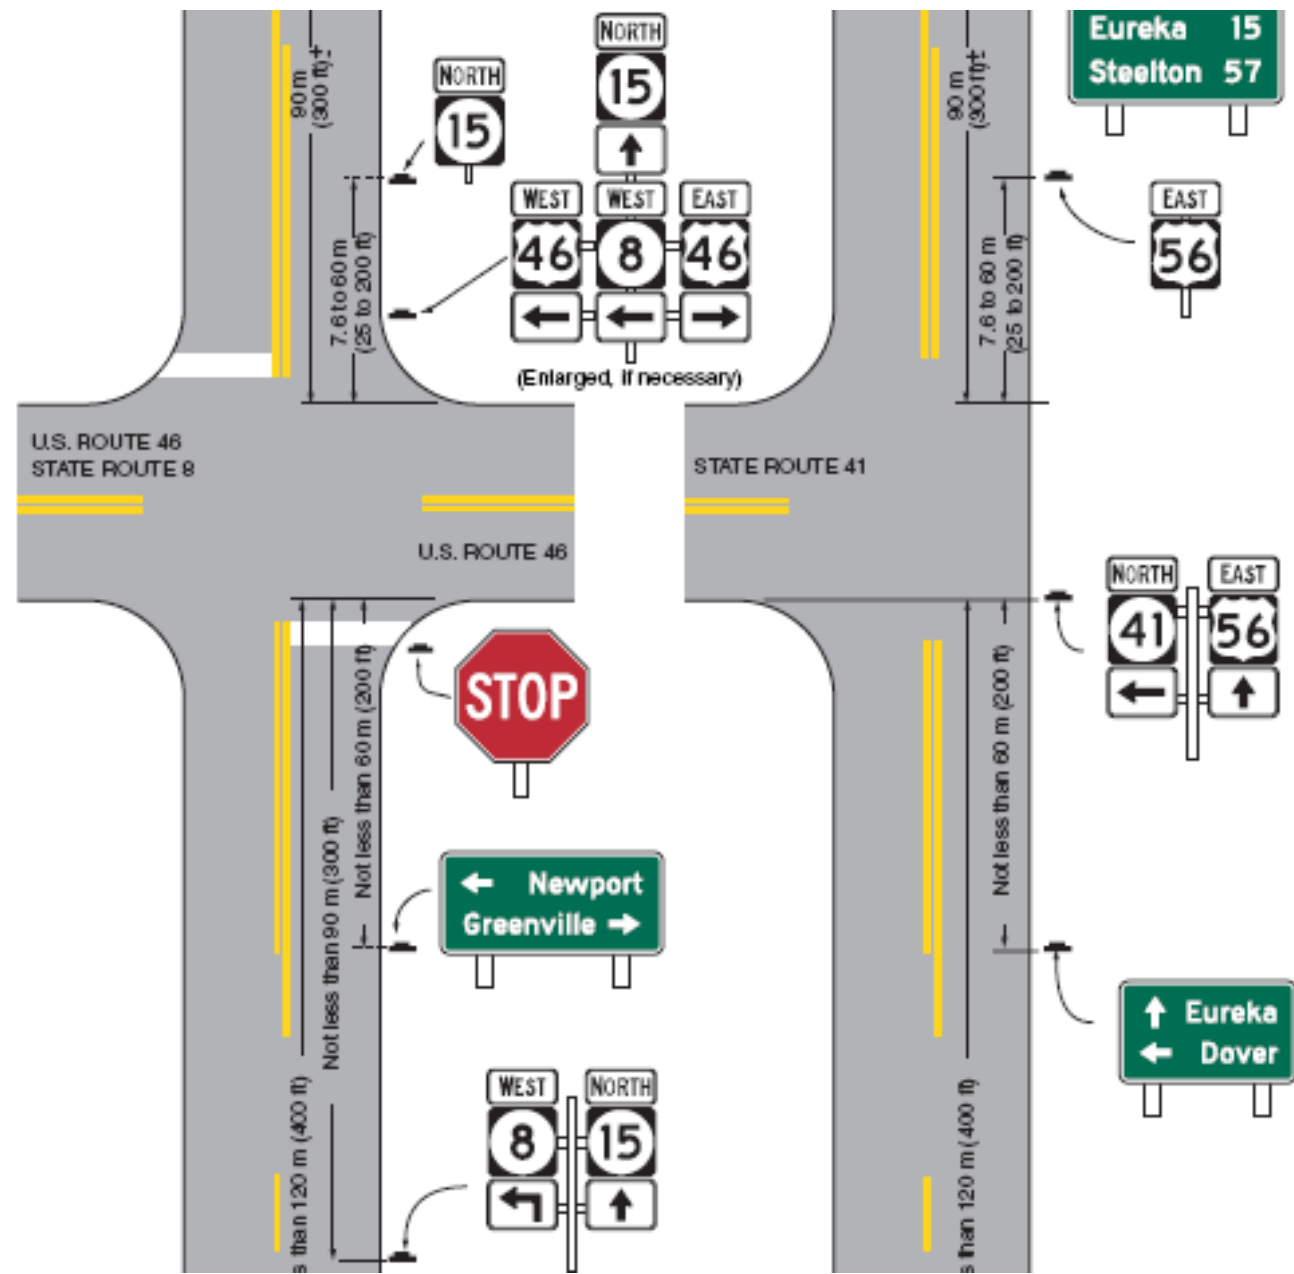 90 m
(300 ft)±
NORTH
15
NORTH
15
WEST
46
WEST
8
EAST
46
(Enlarged, if necessary)
7.6 to 60 m
(25 to 200 ft)
U.S. ROUTE 46
STATE ROUTE 8
U.S. ROUTE 46
STOP
Not less than 60 m (200 ft)
Not less than 90 m (300 ft)
s than 120 m (400 ft)
Newport
Greenville
WEST
8
NORTH
15
90 m
(300 ft)±
Eureka 15
Steelton 57
EAST
56
7.6 to 60 m
(25 to 200 ft)
STATE ROUTE 41
NORTH
41
EAST
56
Not less than 60 m (200 ft)
s than 120 m (400 ft)
Eureka
Dover